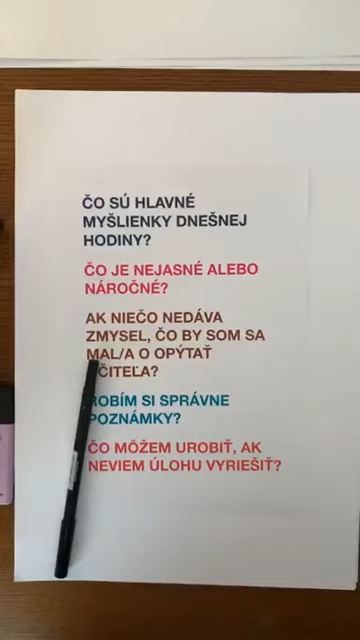 ČO SÚ HLAVNÉ
MYŠLIENKY DNEŠNEJ
HODINY?
ČO JE NEJASNÉ ALEBO
NÁROČNÉ?
AK NIEČO NEDÁVA
ZMYSEL, ČO BY SOM SA
MAL/A O OPÝTAŤ
UČITEĽA?
ROBÍM SI SPRÁVNE
POZNÁMKY?
ČO MÔŽEM UROBIŤ, AK
NEVIEM ÚLOHU VYRIEŠIŤ?